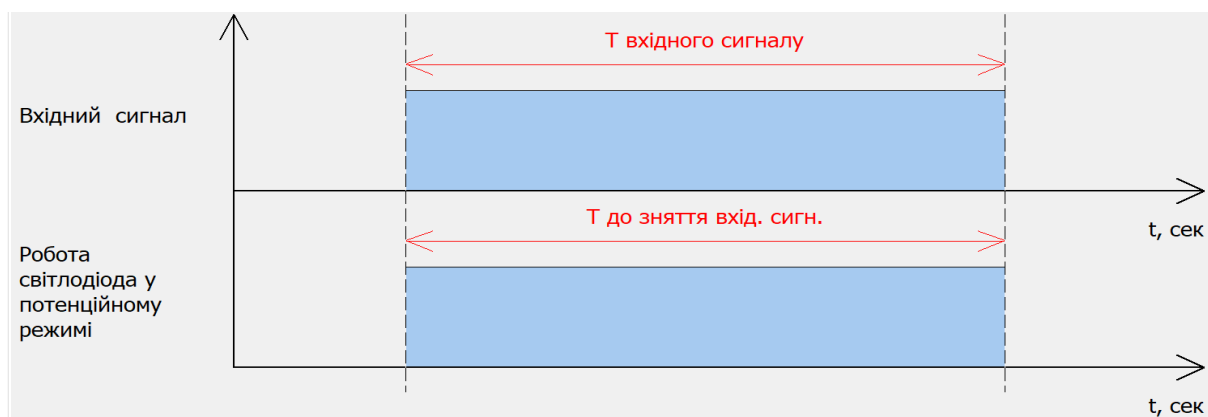 Т вхідного сигналу
Вхідний сигнал
Т до зняття вхід. сигн.
t, сек
Робота
світлодіода у
потенційному
режимі
t, сек